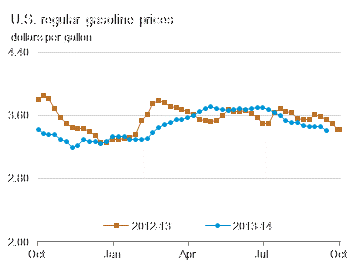 U.S. regular gasoline prices
dollars per gallon
4.40
3.60
2.80
2.00
2012-13 2013-14
Oct Jan Apr Jul Oct